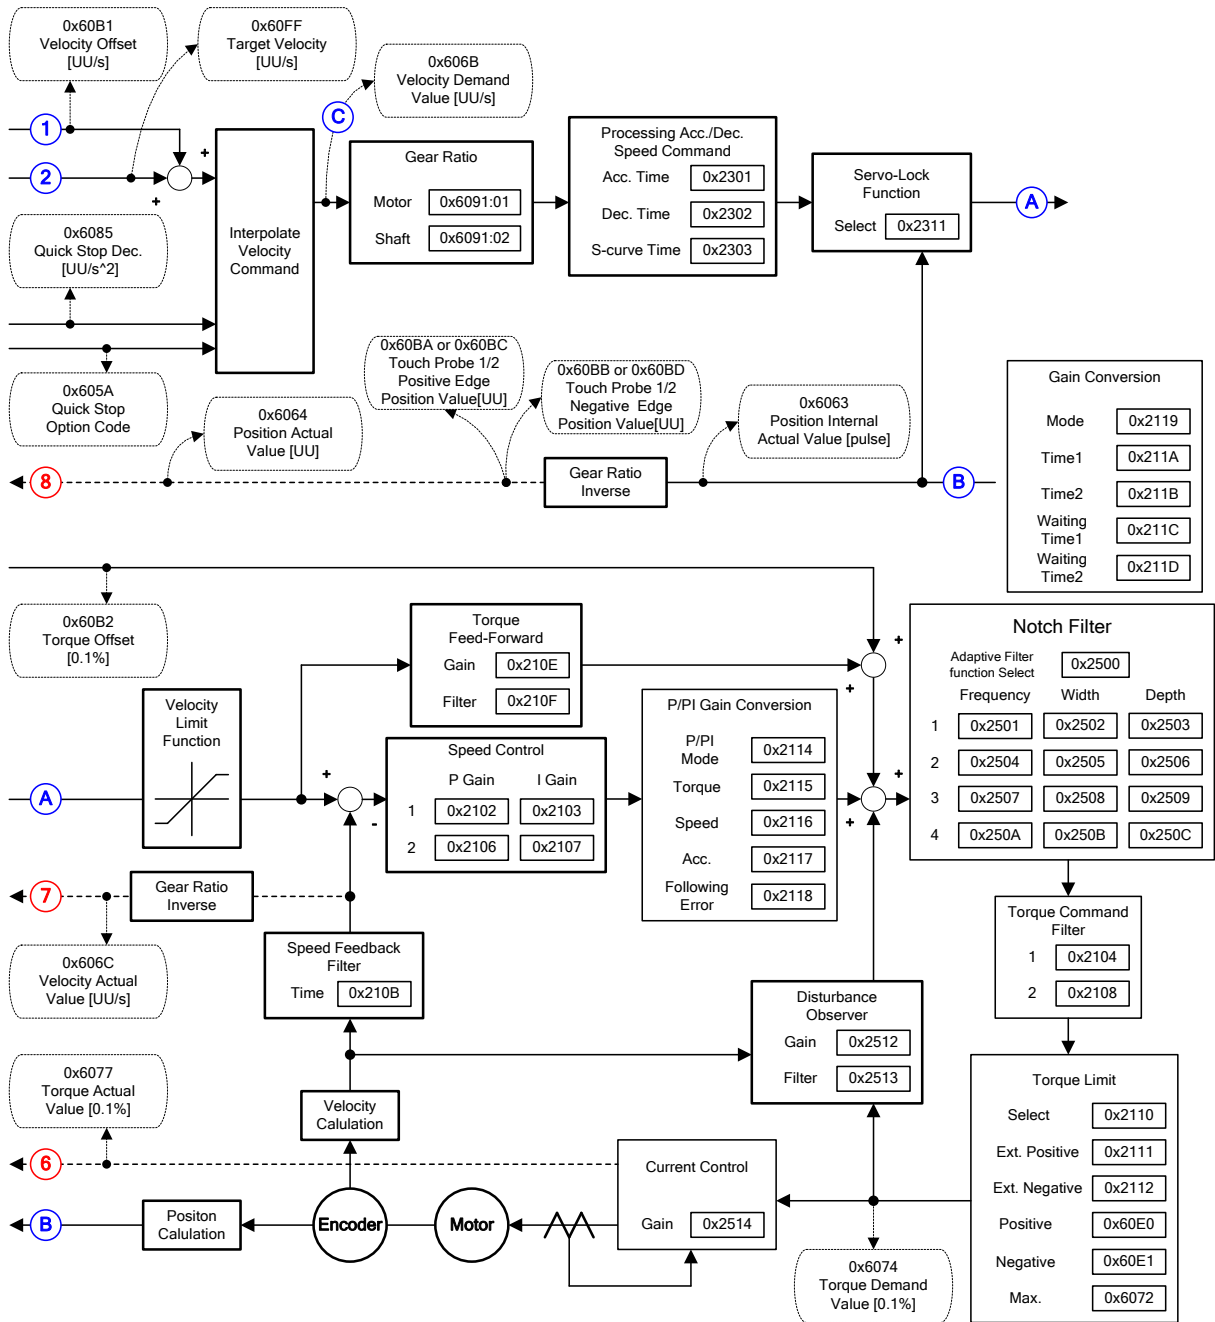 0x60B1
Velocity Offset
[UU/s]
0x60FF
Target Velocity
[UU/s]
0x606B
Velocity Demand
Value [UU/s]
C
1
2
+
+
0x6085
Quick Stop Dec.
[UU/s^2]
Interpolate
Velocity
Command
Gear Ratio
Motor 0x6091:01
Shaft 0x6091:02
Processing Acc./Dec.
Speed Command
Acc. Time 0x2301
Dec. Time 0x2302
S-curve Time 0x2303
Servo-Lock
Function
Select 0x2311
A
0x605A
Quick Stop
Option Code
0x6064
Position Actual
Value [UU]
0x60BA or 0x60BC
Touch Probe 1/2
Positive Edge
Position Value[UU]
0x60BB or 0x60BD
Touch Probe 1/2
Negative Edge
Position Value[UU]
0x6063
Position Internal
Actual Value [pulse]
8
Gear Ratio
Inverse
B
Gain Conversion
Mode 0x2119
Time1 0x211A
Time2 0x211B
Waiting
Time1 0x211C
Waiting
Time2 0x211D
0x60B2
Torque Offset
[0.1%]
Torque
Feed-Forward
Gain 0x210E
Filter 0x210F
+
+
Notch Filter
Adaptive Filter
function Select 0x2500
Frequency Width Depth
1 0x2501 0x2502 0x2503
2 0x2504 0x2505 0x2506
3 0x2507 0x2508 0x2509
4 0x250A 0x250B 0x250C
A
Velocity
Limit
Function
+
-
Speed Control
P Gain I Gain
1 0x2102 0x2103
2 0x2106 0x2107
P/PI Gain Conversion
P/PI
Mode 0x2114
Torque 0x2115
Speed 0x2116
Acc. 0x2117
Following
Error 0x2118
+
+
7
Gear Ratio
Inverse
0x606C
Velocity Actual
Value [UU/s]
Speed Feedback
Filter
Time 0x210B
Torque Command
Filter
1 0x2104
2 0x2108
Disturbance
Observer
Gain 0x2512
Filter 0x2513
0x6077
Torque Actual
Value [0.1%]
Velocity
Calulation
6
Torque Limit
Select 0x2110
Ext. Positive 0x2111
Ext. Negative 0x2112
Positive 0x60E0
Negative 0x60E1
Max. 0x6072
Current Control
Gain 0x2514
B
Positon
Calulation
Encoder
Motor
0x6074
Torque Demand
Value [0.1%]